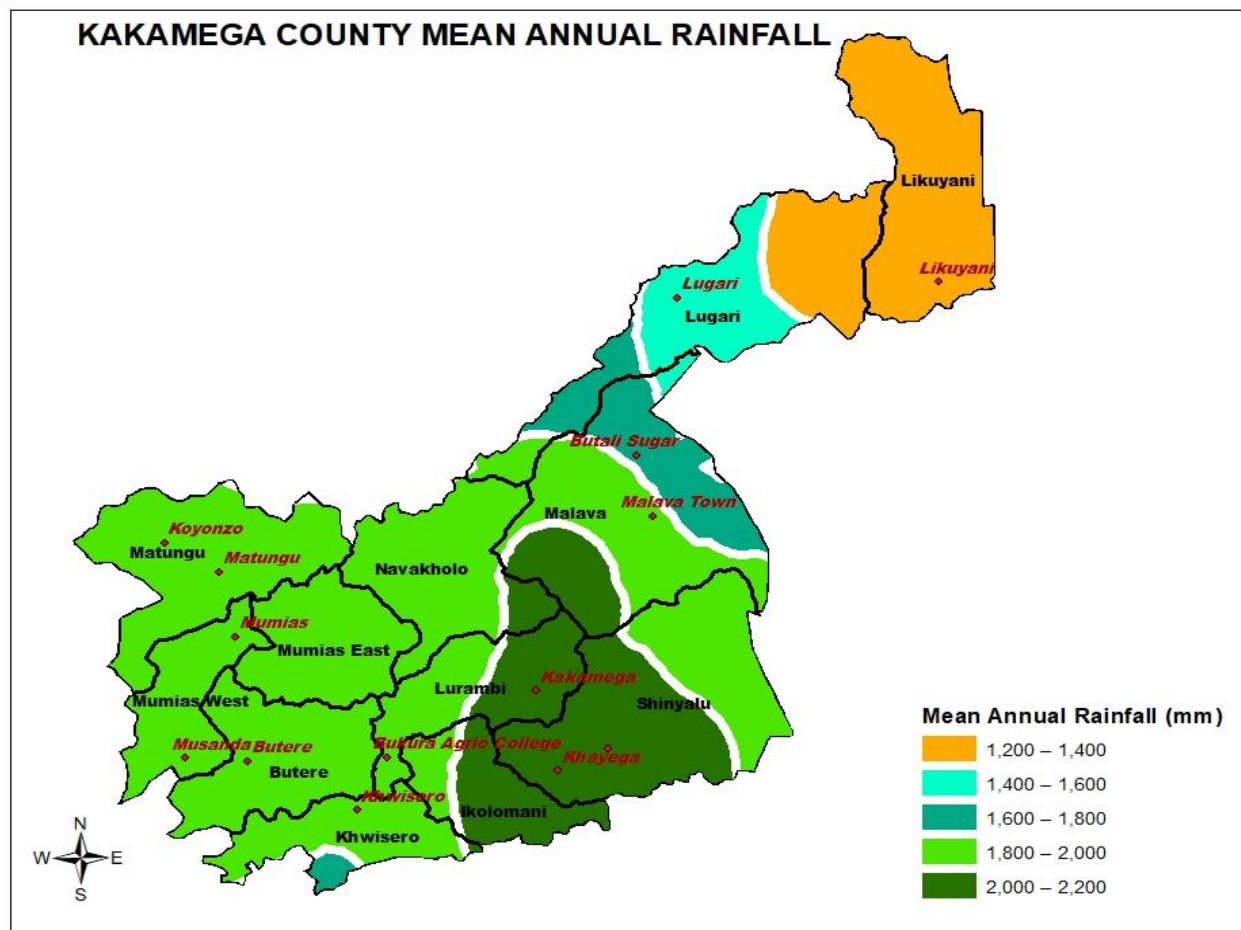 KAKAMEGA COUNTY MEAN ANNUAL RAINFALL
Likuyani
Likuyani
Lugari
Lugari
Butali Sugar
Malava Town
Malava
Koyonzo
Matungu
Matungu
Navakholo
Mumias
Mumias East
Kakamega
Lurambi
Mumias West
Shinyalu
Musanda
Butere
Bukura Agric College
Khayega
Butere
Khwisero
Ikolomani
Khwisero
N
W E
S
Mean Annual Rainfall (mm)
1,200 – 1,400
1,400 – 1,600
1,600 – 1,800
1,800 – 2,000
2,000 – 2,200